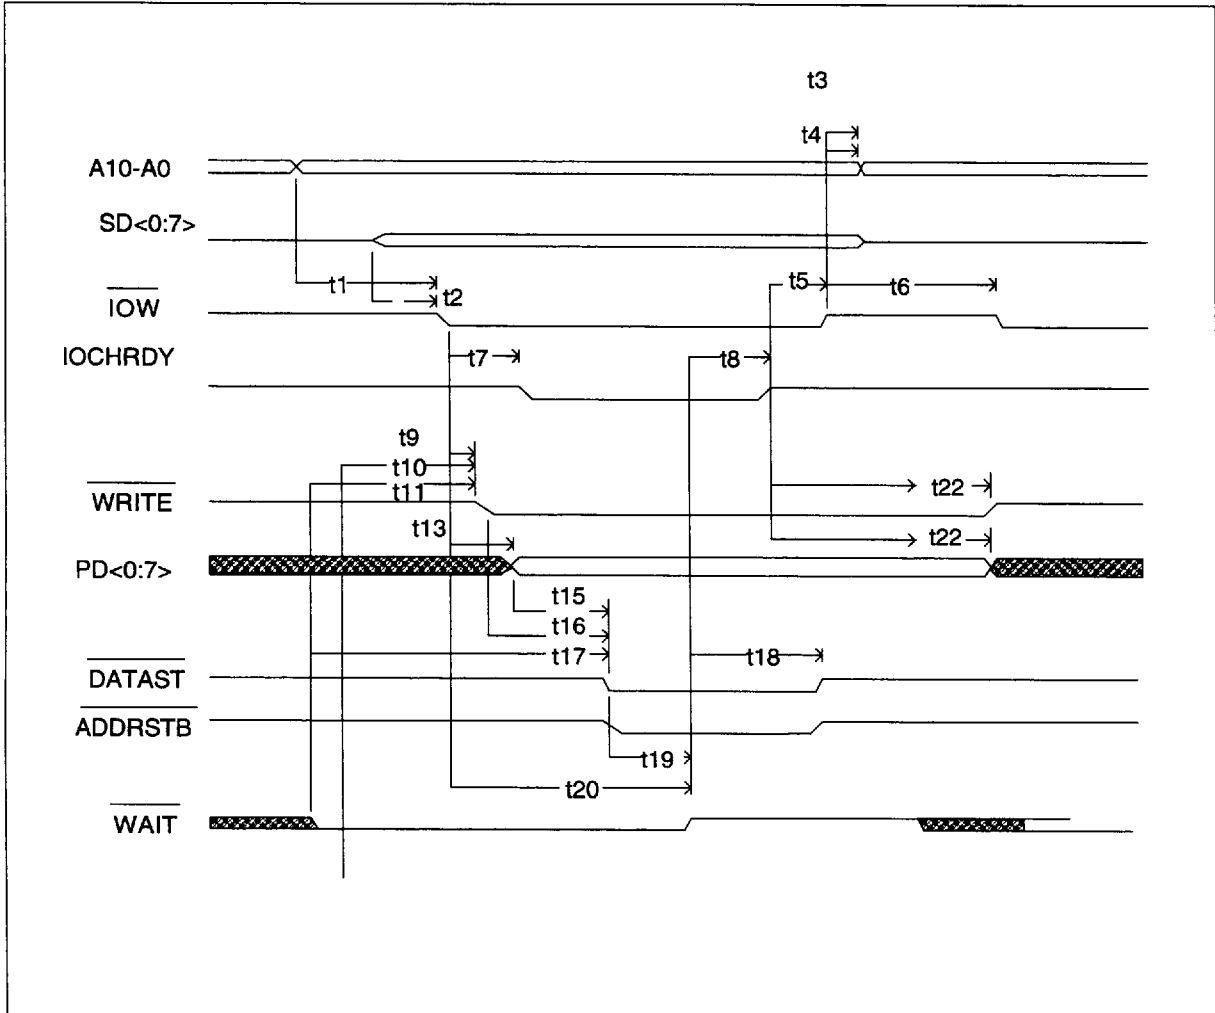 t3
t4
A10-A0
SD<0:7>
t1
t2
t5
t6
IOW
IOCHRDY
t7
t8
t9
t10
t11
WRITE
t22
t13
t22
PD<0:7>
t15
t16
t17
t18
DATAST
ADDRSTB
t19
t20
WAIT